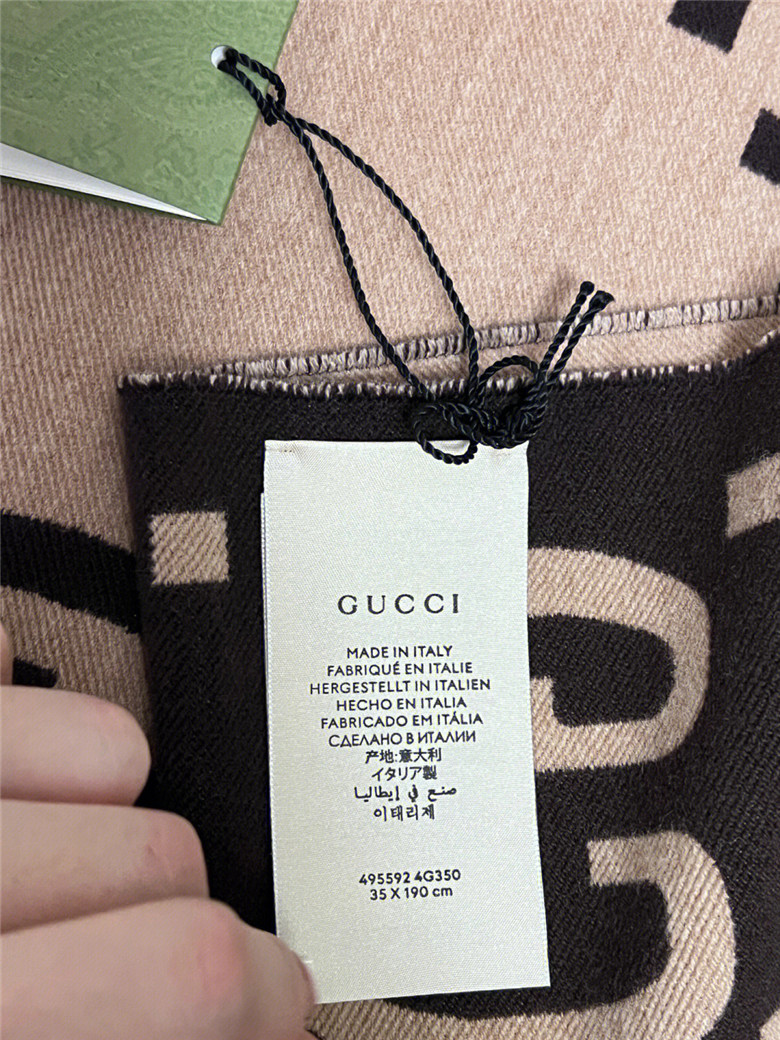 GUCCI
MADE IN ITALY
FABRIQUÉ EN ITALIE
HERGESTELLT IN ITALIEN
HECHO EN ITALIA
FABRICADO EM ITÁLIA
СДЕЛАНО В ИТАЛИИ
产地:意大利
イタリア製
صنع في إيطاليا
이태리제
495592 4G350
35 X 190 cm